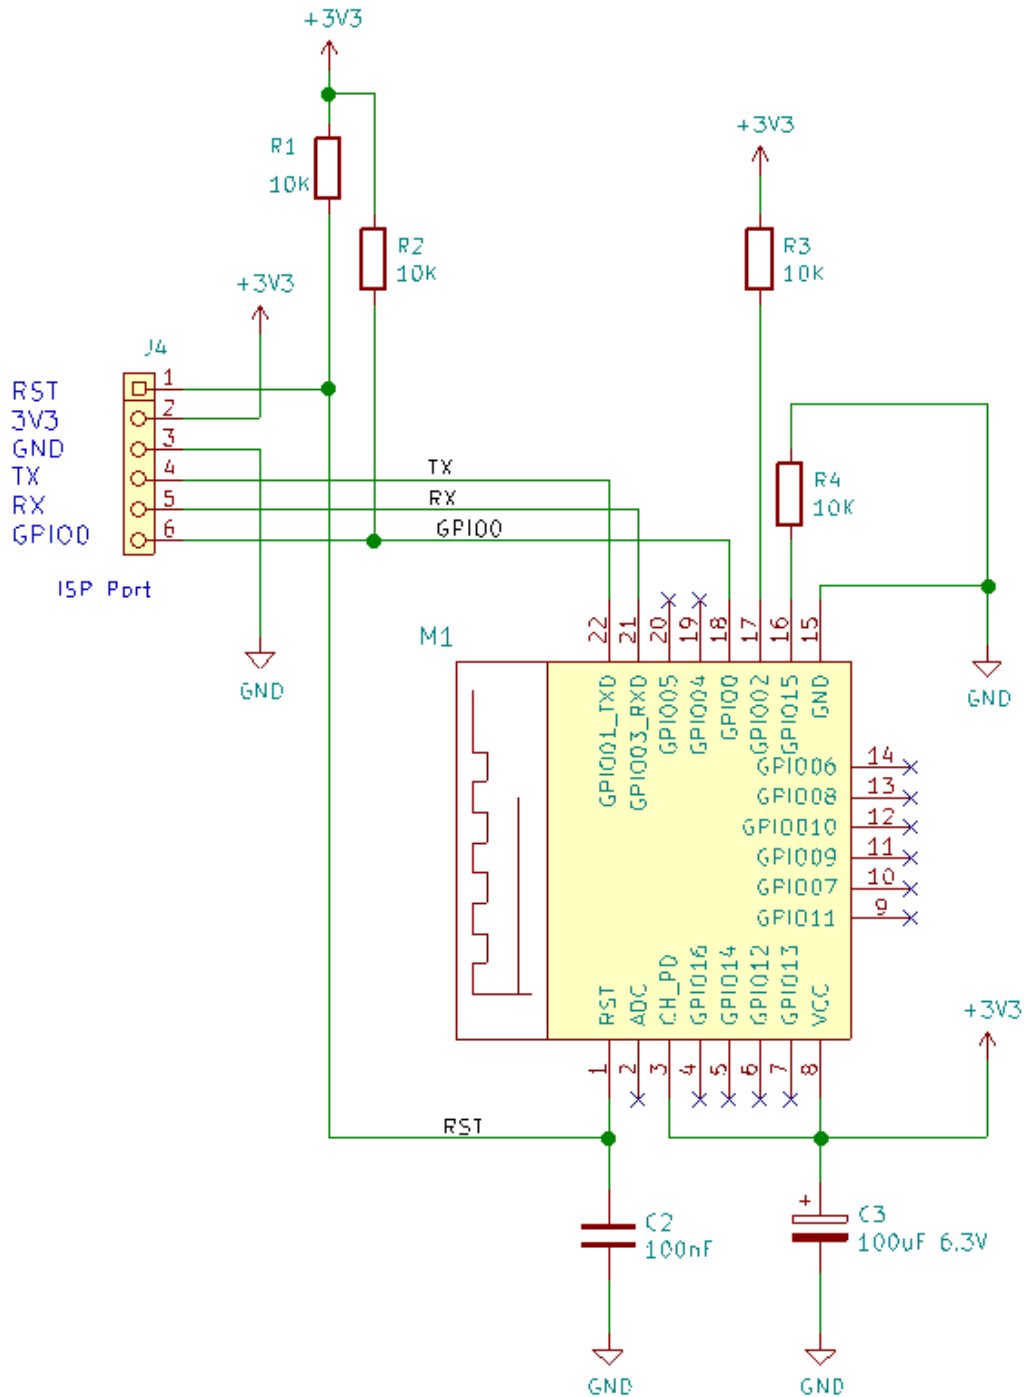 +3V3
R1
10K
+3V3
R2
10K
R3
10K
+3V3
J4
RST
3V3
GND
TX
RX
GPIO0
1
2
3
4
5
6
TX
RX
GPIO0
R4
10K
ISP Port
GND
GND
M1
22
21
20
19
18
17
16
15
GPIO01_TXD
GPIO03_RXD
GPIO05
GPIO04
GPIO0
GPIO02
GPIO15
GND
GPIO06
14
GPIO08
13
GPIO010
12
GPIO09
11
GPIO07
10
GPIO11
9
RST
ADC
CH_PD
GPIO16
GPIO14
GPIO12
GPIO13
VCC
1
2
3
4
5
6
7
8
+3V3
RST
C2
100nF
+
C3
100uF 6.3V
GND
GND